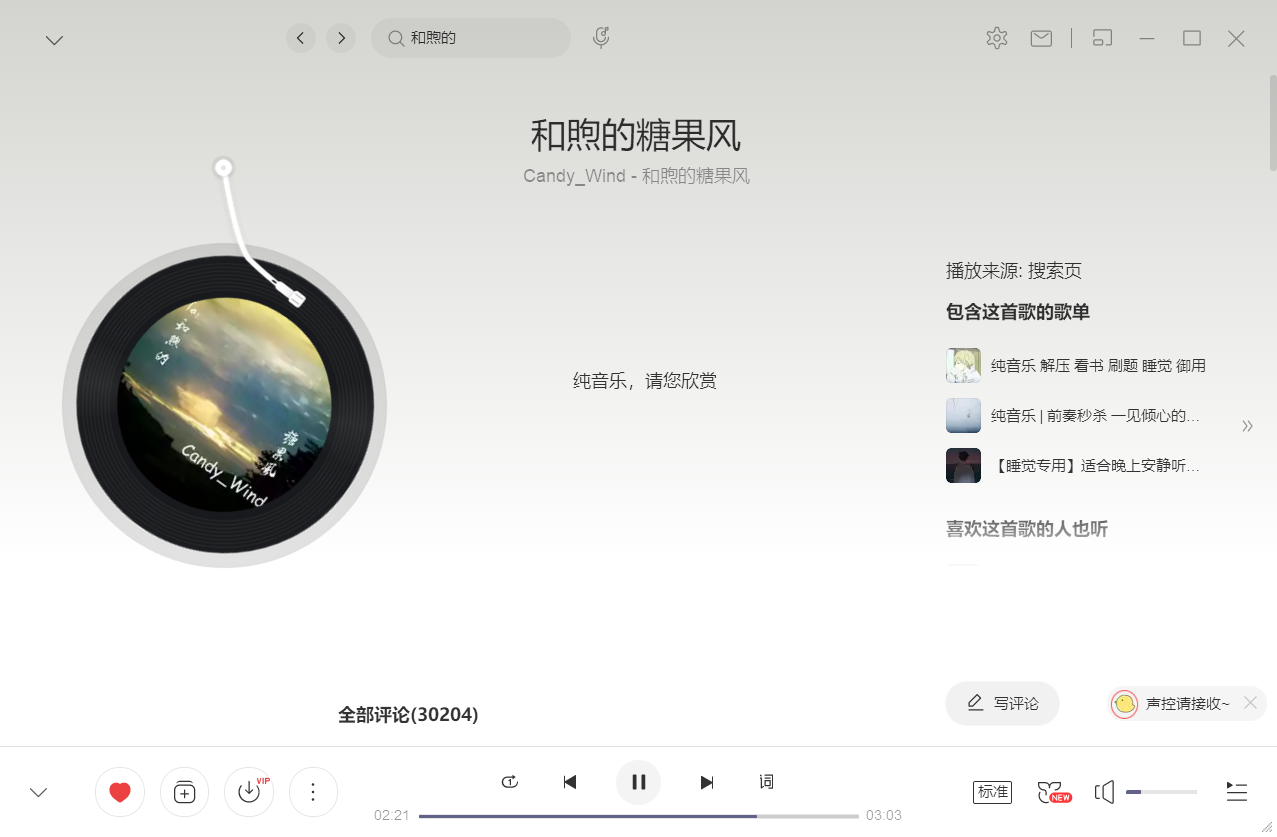 和煦的
和煦的糖果风
Candy_Wind - 和煦的糖果风
和煦的
糖果風
Candy_Wind
纯音乐，请您欣赏
播放来源: 搜索页
包含这首歌的歌单
纯音乐 解压 看书 刷题 睡觉 御用
纯音乐 | 前奏秒杀 一见倾心的...
【睡觉专用】适合晚上安静听...
喜欢这首歌的人也听
全部评论(30204)
写评论
声控请接收~
VIP
1
词
02:21
03:03
标准
NEW